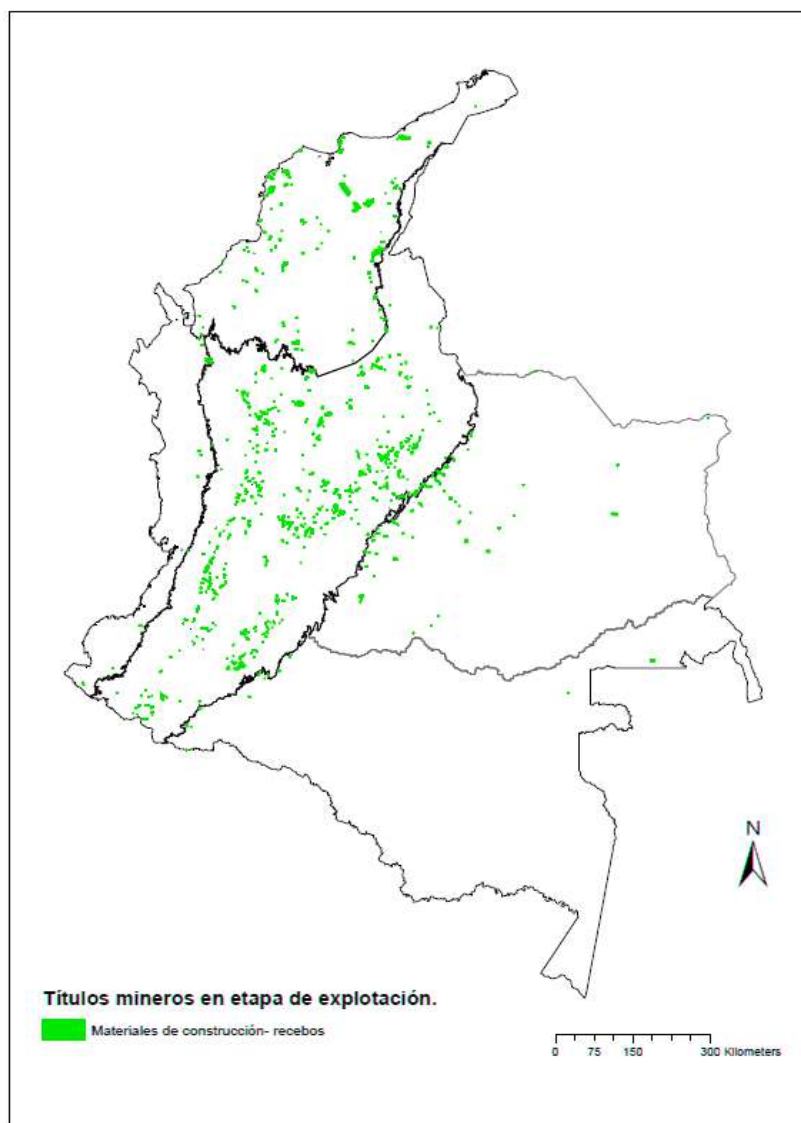 N
Títulos mineros en etapa de explotación.
Materiales de construcción- recebos
0 75 150 300 Kilometers